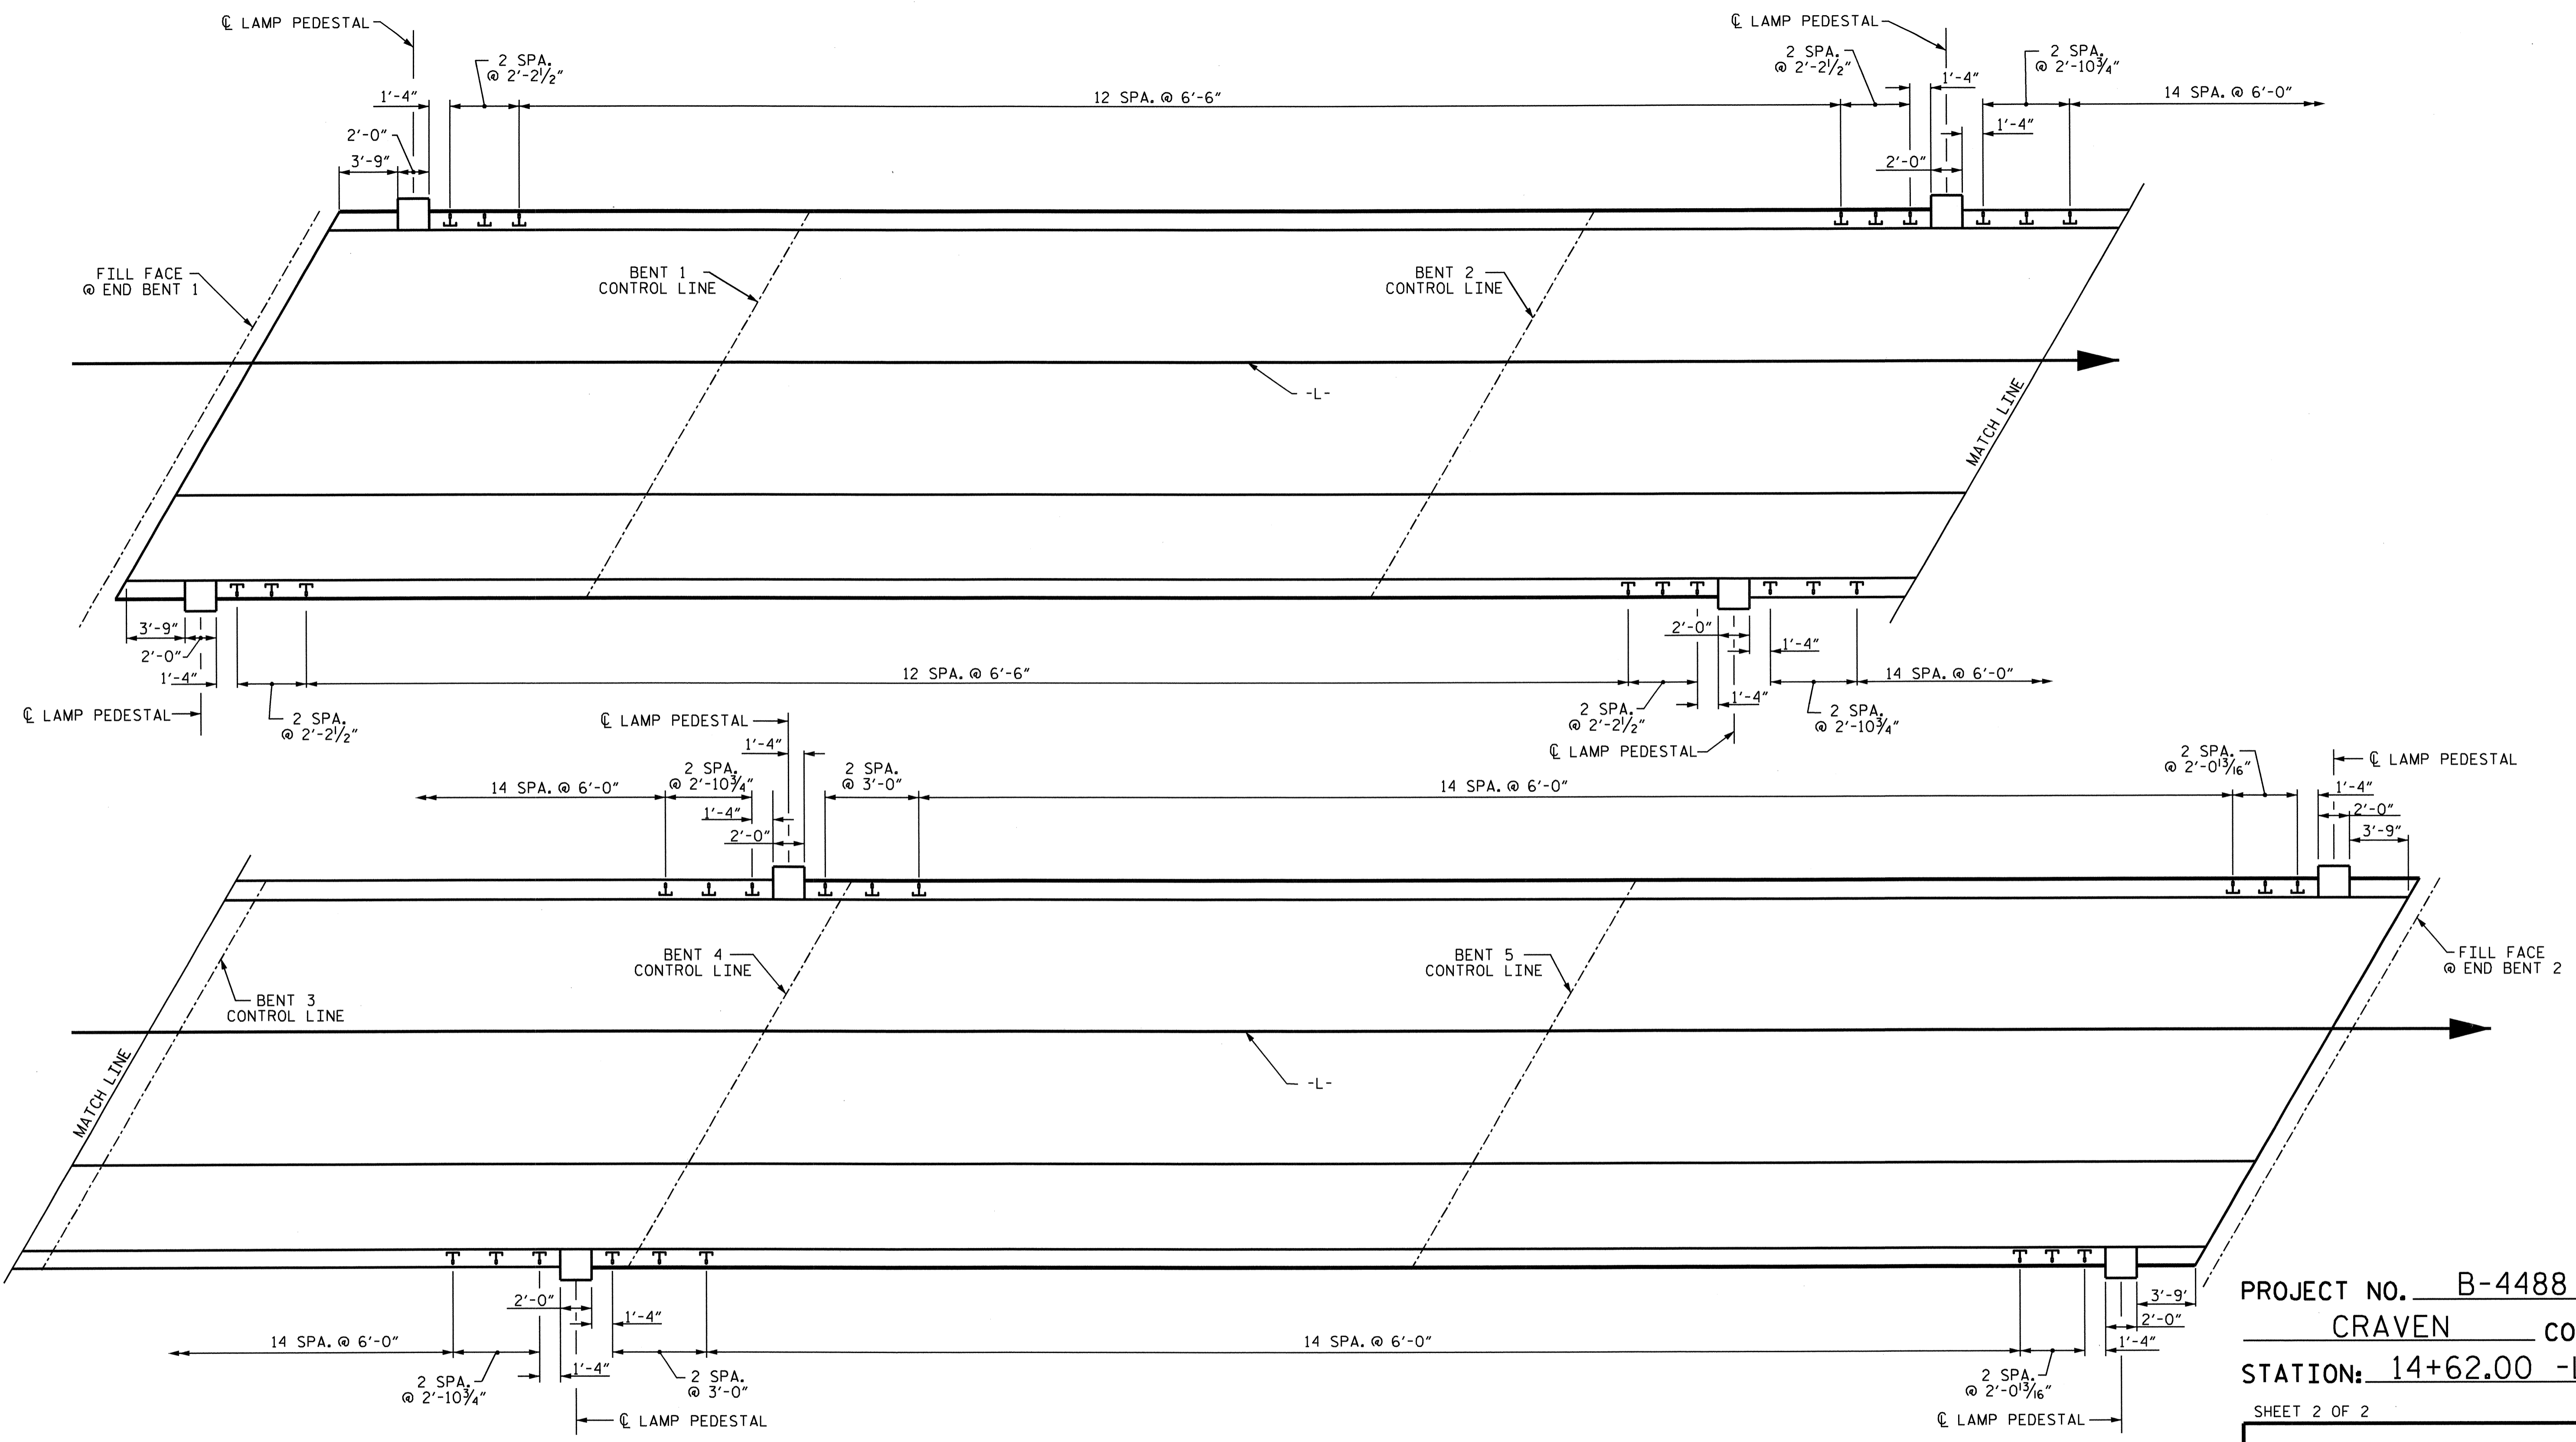 ℄ LAMP PEDESTAL
℄ LAMP PEDESTAL
2 SPA.
@ 2'-2½"
2 SPA.
@ 2'-2½"
2 SPA.
@ 2'-10¾"
1'-4"
12 SPA. @ 6'-6"
1'-4"
14 SPA. @ 6'-0"
2'-0"
1'-4"
3'-9"
2'-0"
FILL FACE
@ END BENT 1
BENT 1
CONTROL LINE
BENT 2
CONTROL LINE
-L-
MATCH LINE
3'-9"
2'-0"
1'-4"
2'-0"
1'-4"
12 SPA. @ 6'-6"
14 SPA. @ 6'-0"
1'-4"
℄ LAMP PEDESTAL
2 SPA.
@ 2'-2½"
2 SPA.
@ 2'-2½"
2 SPA.
@ 2'-10¾"
℄ LAMP PEDESTAL
℄ LAMP PEDESTAL
1'-4"
14 SPA. @ 6'-0"
2 SPA.
@ 2'-10¾"
2 SPA.
@ 3'-0"
14 SPA. @ 6'-0"
2 SPA.
@ 2'-0¹³⁄₁₆"
℄ LAMP PEDESTAL
1'-4"
2'-0"
1'-4"
2'-0"
3'-9"
BENT 3
CONTROL LINE
BENT 4
CONTROL LINE
BENT 5
CONTROL LINE
FILL FACE
@ END BENT 2
MATCH LINE
-L-
2'-0"
1'-4"
14 SPA. @ 6'-0"
14 SPA. @ 6'-0"
3'-9'
2'-0"
1'-4"
1'-4"
2 SPA.
@ 2'-10¾"
2 SPA.
@ 3'-0"
2 SPA.
@ 2'-0¹³⁄₁₆"
℄ LAMP PEDESTAL
℄ LAMP PEDESTAL
PROJECT NO. B-4488
CRAVEN CO
STATION: 14+62.00 -L
SHEET 2 OF 2